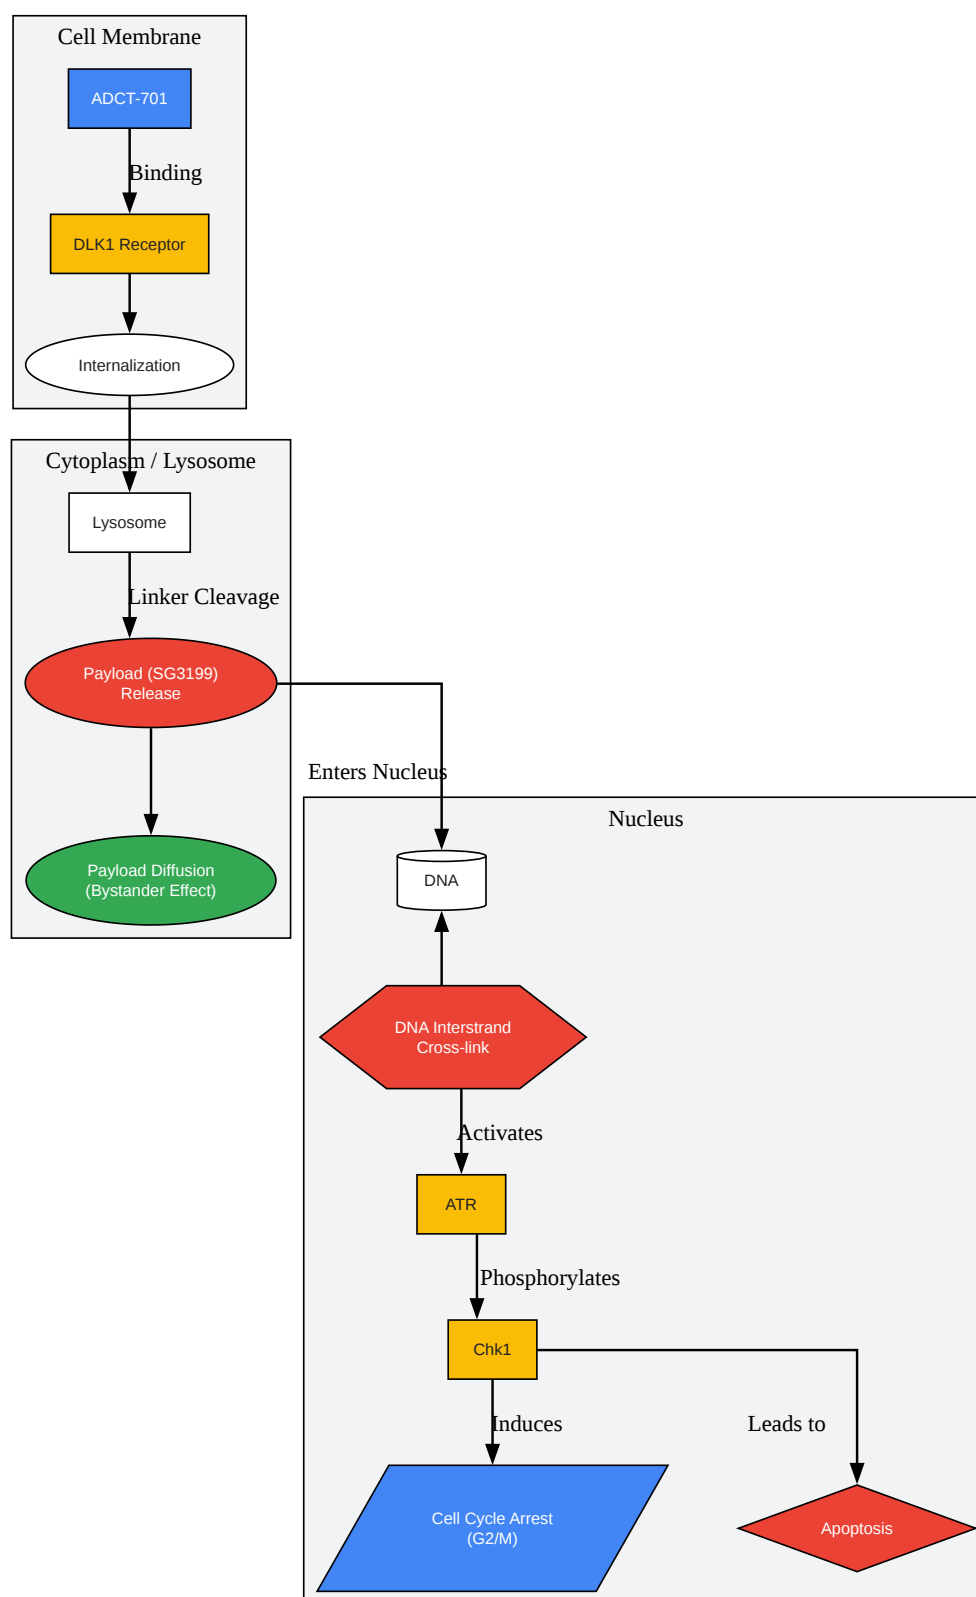 Cell Membrane
ADCT-701
Binding
DLK1 Receptor
Internalization
Cytoplasm / Lysosome
Lysosome
Linker Cleavage
Payload (SG3199)
Release
Enters Nucleus
Nucleus
Payload Diffusion
(Bystander Effect)
DNA
DNA Interstrand
Cross-link
Activates
ATR
Phosphorylates
Chk1
Induces
Leads to
Cell Cycle Arrest
(G2/M)
Apoptosis